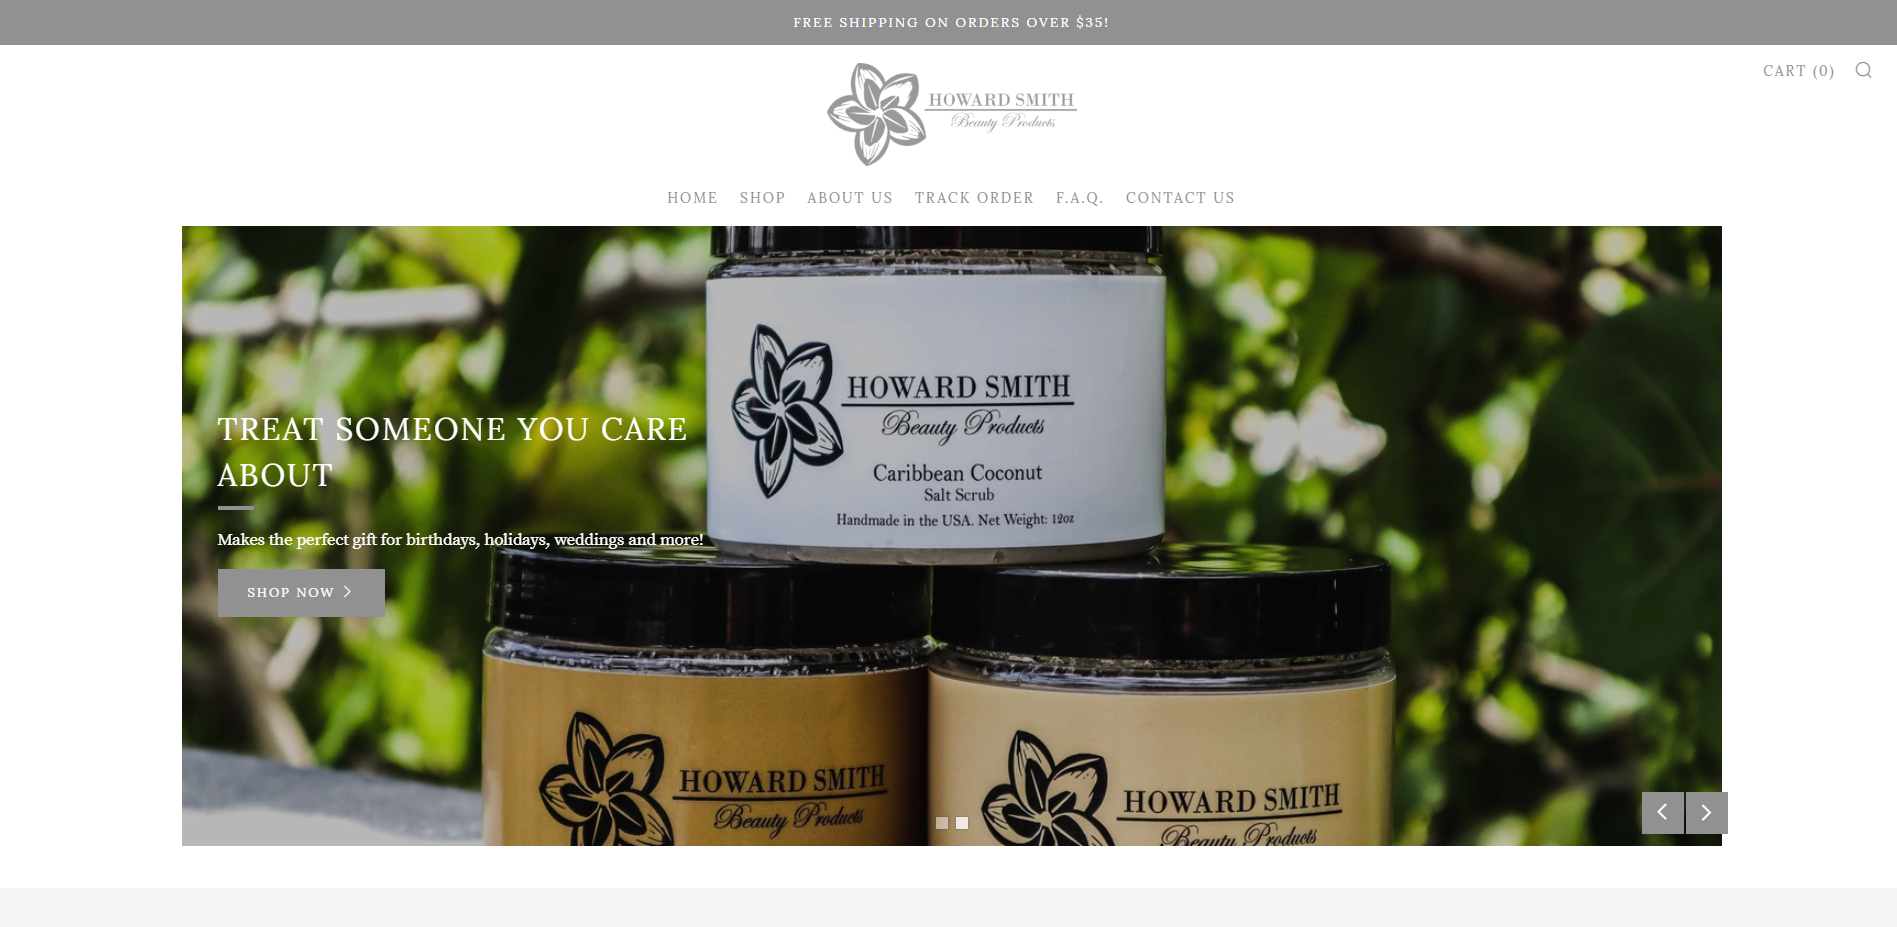 FREE SHIPPING ON ORDERS OVER $35!
CART (0)
HOWARD SMITH
Beauty Products
HOME SHOP ABOUT US TRACK ORDER F.A.Q. CONTACT US
HOWARD SMITH
Beauty Products
Caribbean Coconut
Salt Scrub
Handmade in the USA. Net Weight: 12oz
TREAT SOMEONE YOU CARE
ABOUT
Makes the perfect gift for birthdays, holidays, weddings and more!
SHOP NOW
HOWARD SMITH
Beauty Products
HOWARD SMITH
Beauty Products